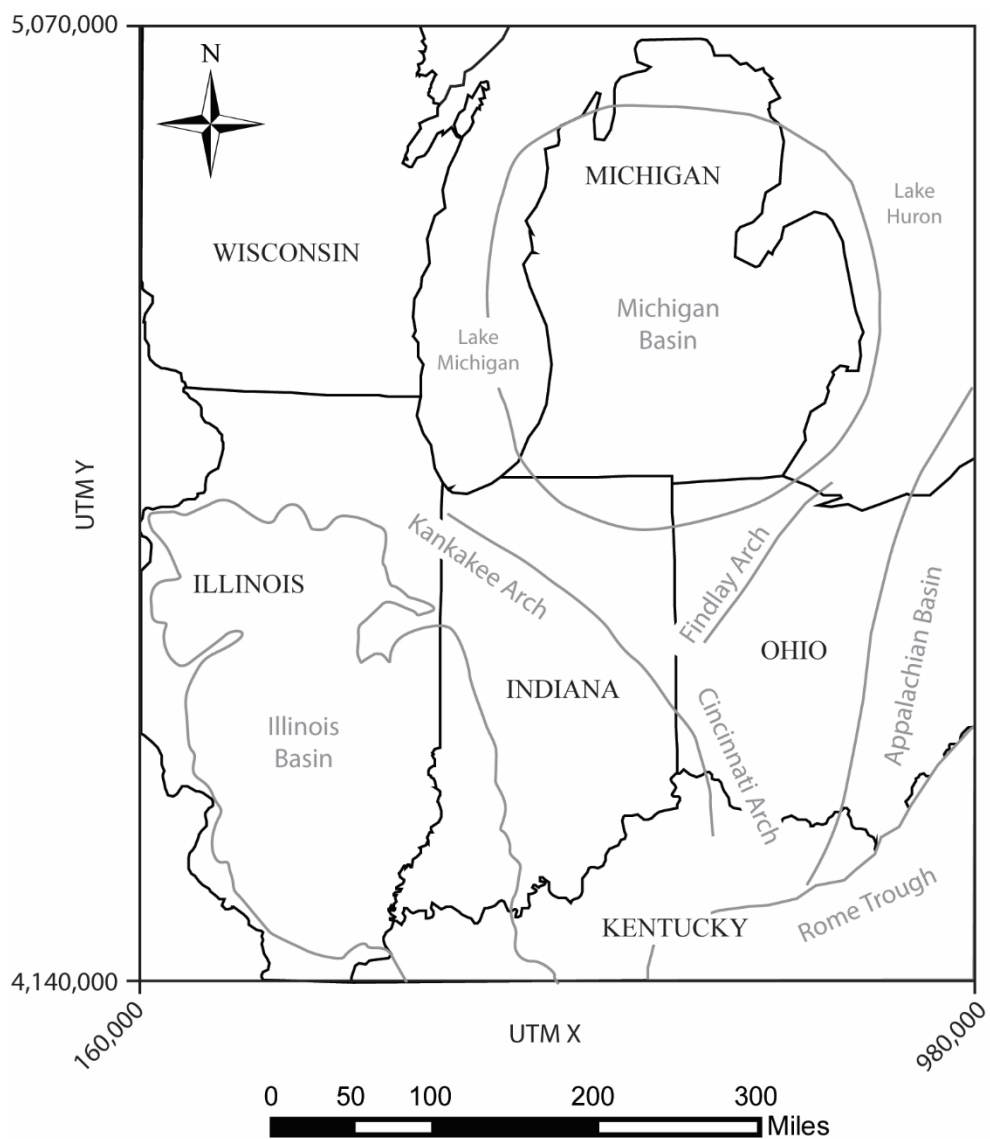 5,070,000
N
MICHIGAN
Lake
Huron
WISCONSIN
Michigan
Basin
Lake
Michigan
UTM Y
Kankakee Arch
Findlay Arch
ILLINOIS
OHIO
Appalachian Basin
INDIANA
Illinois
Basin
Cincinnati Arch
KENTUCKY
Rome Trough
4,140,000
160,000
UTM X
980,000
0 50 100 200 300
Miles